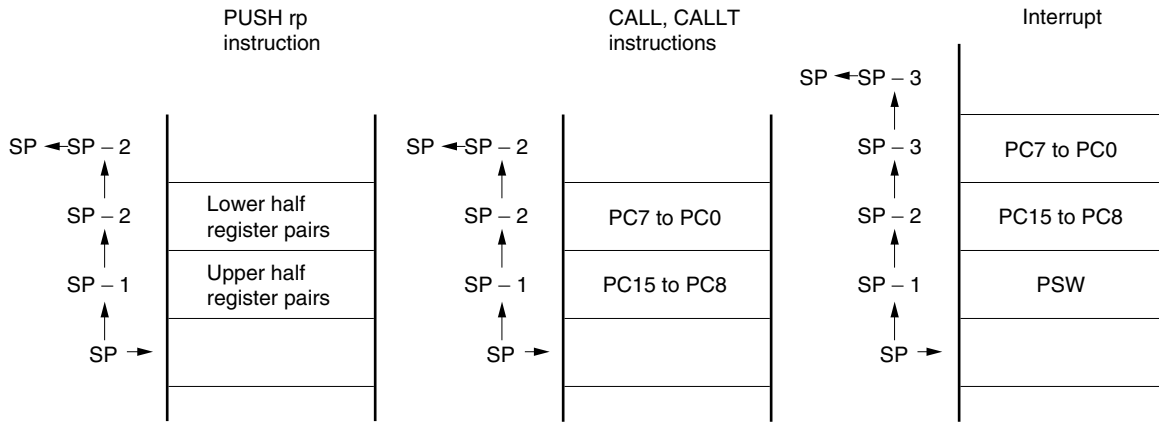 PUSH rp
instruction
SP SP – 2
SP – 2
Lower half
register pairs
SP – 1
Upper half
register pairs
SP
CALL, CALLT
instructions
SP SP – 2
SP – 2
PC7 to PC0
SP – 1
PC15 to PC8
SP
Interrupt
SP SP – 3
SP – 3
PC7 to PC0
SP – 2
PC15 to PC8
SP – 1
PSW
SP